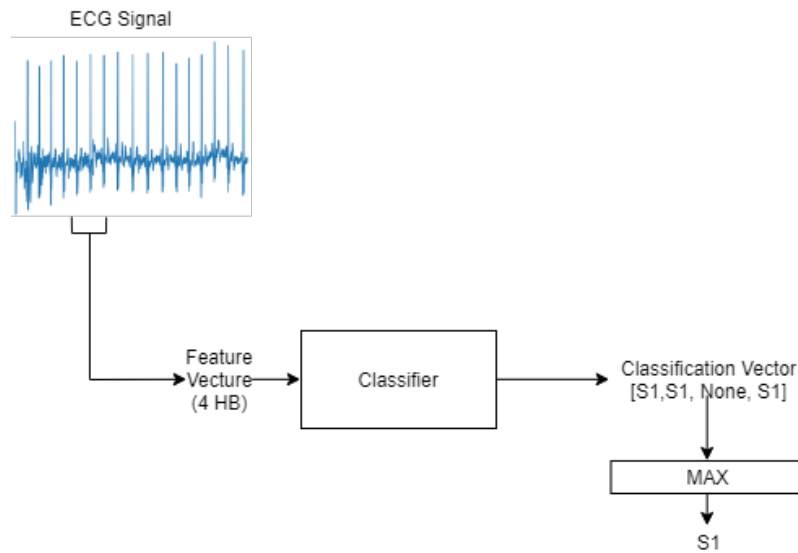 ECG Signal
Feature
Vecture
(4 HB)
Classifier
Classification Vector
[S1,S1, None, S1]
MAX
S1